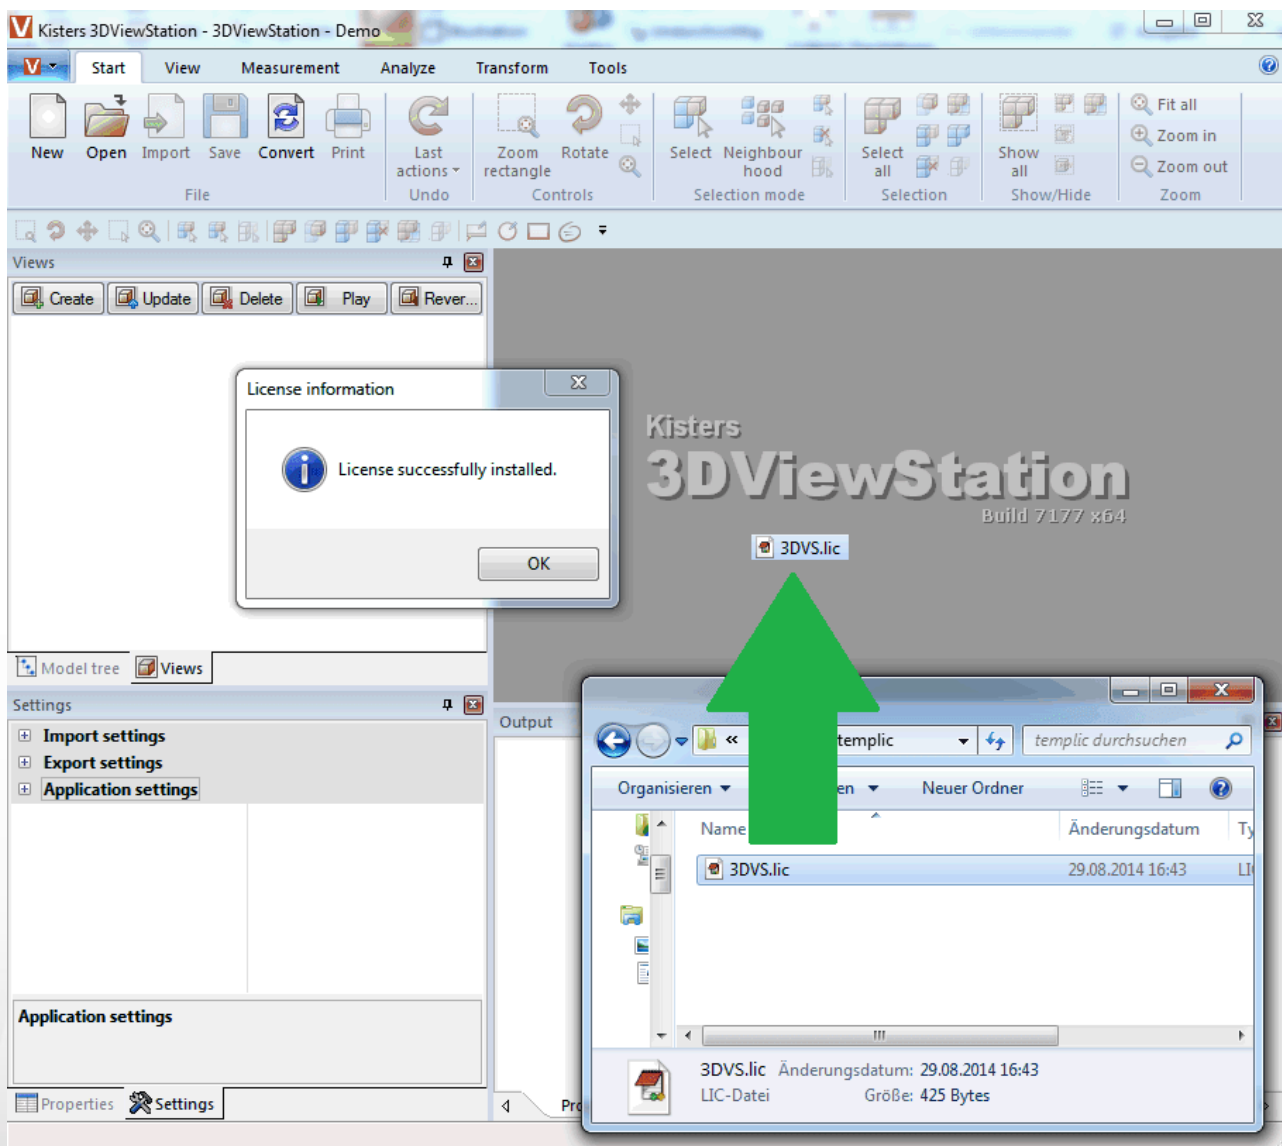 Kisters 3DViewStation - 3DViewStation - Demo
Start View Measurement Analyze Transform Tools
New Open Import Save Convert Print Last actions Zoom rectangle Rotate Select Neighbour hood Select all Show all Fit all
Zoom in
Zoom out
File Undo Controls Selection mode Selection Show/Hide Zoom
Views
Create Update Delete Play Rever...
License information
License successfully installed.
OK
Kisters
3DViewStation
Build 7177 x64
3DVS.lic
Model tree Views
Settings
Import settings
Export settings
Application settings
Application settings
Properties Settings
Output
« templic templic durchsuchen
Organisieren en Neuer Ordner
Name Änderungsdatum Ty
3DVS.lic 29.08.2014 16:43 LI
3DVS.lic Änderungsdatum: 29.08.2014 16:43
LIC-Datei Größe: 425 Bytes
Pro